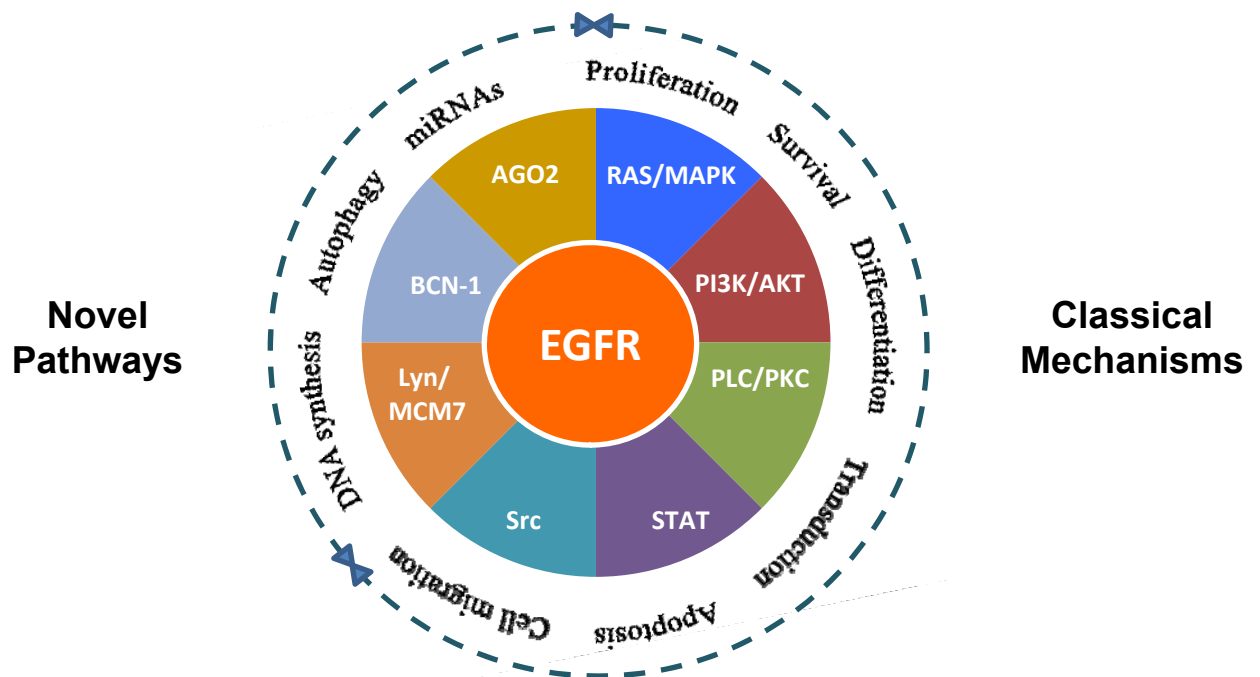 Proliferation
Survival
Differentiation
Transduction
Apoptosis
Cell migration
DNA synthesis
Autophagy
miRNAs
AGO2
RAS/MAPK
BCN-1
PI3K/AKT
EGFR
Lyn/
MCM7
PLC/PKC
Src
STAT
Novel
Pathways
Classical
Mechanisms